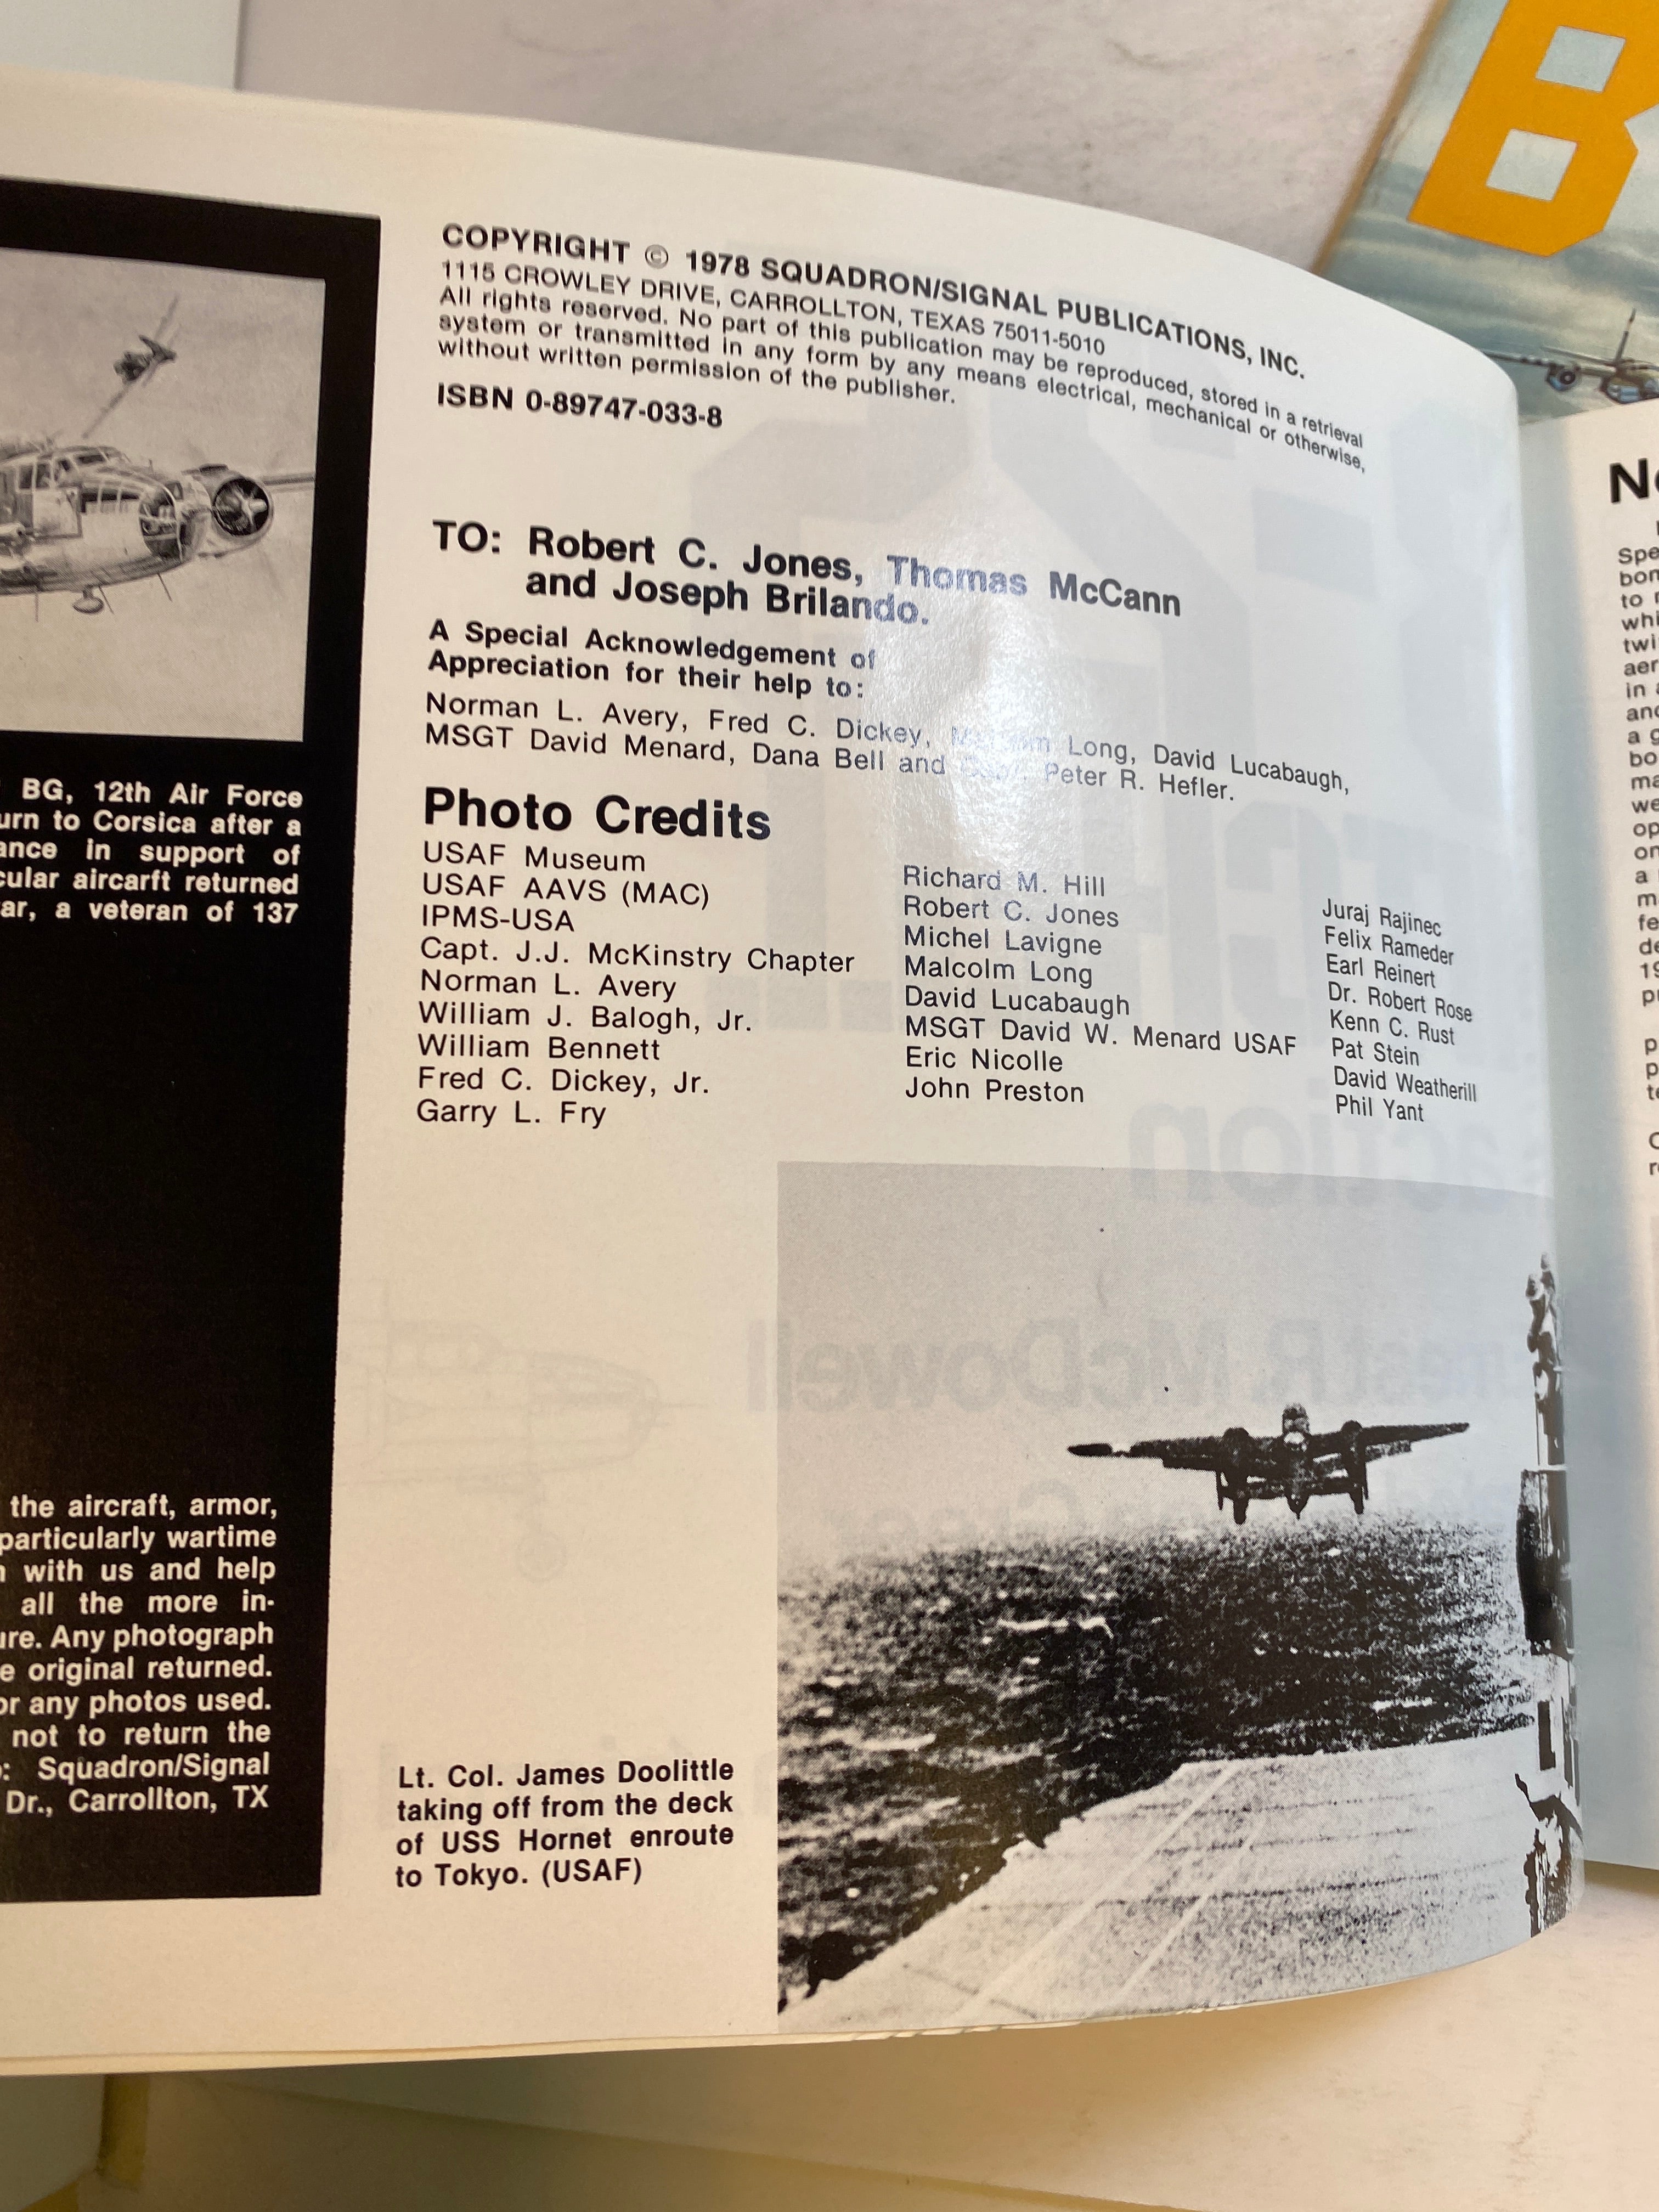 B
BG, 12th Air Force
urn to Corsica after a
ance in support of
cular aircarft returned
ar, a veteran of 137
the aircraft, armor,
particularly wartime
with us and help
all the more in-
ure. Any photograph
e original returned.
or any photos used.
not to return the
: Squadron/Signal
Dr., Carrollton, TX
COPYRIGHT © 1978 SQUADRON/SIGNAL PUBLICATIONS, INC.
1115 CROWLEY DRIVE, CARROLLTON, TEXAS 75011-5010
All rights reserved. No part of this publication may be reproduced, stored in a retrieval
system or transmitted in any form by any means electrical, mechanical or otherwise,
without written permission of the publisher.
ISBN 0-89747-033-8
TO: Robert C. Jones, Thomas McCann
and Joseph Brilando.
A Special Acknowledgement of
Appreciation for their help to:
Norman L. Avery, Fred C. Dickey, Long, David Lucabaugh,
MSGT David Menard, Dana Bell and Peter R. Hefler.
Photo Credits
USAF Museum
USAF AAVS (MAC)
IPMS-USA
Capt. J.J. McKinstry Chapter
Norman L. Avery
William J. Balogh, Jr.
William Bennett
Fred C. Dickey, Jr.
Garry L. Fry
Richard M. Hill
Robert C. Jones
Michel Lavigne
Malcolm Long
David Lucabaugh
MSGT David W. Menard USAF
Eric Nicolle
John Preston
Juraj Rajinec
Felix Rameder
Earl Reinert
Dr. Robert Rose
Kenn C. Rust
Pat Stein
David Weatherill
Phil Yant
Lt. Col. James Doolittle
taking off from the deck
of USS Hornet enroute
to Tokyo. (USAF)